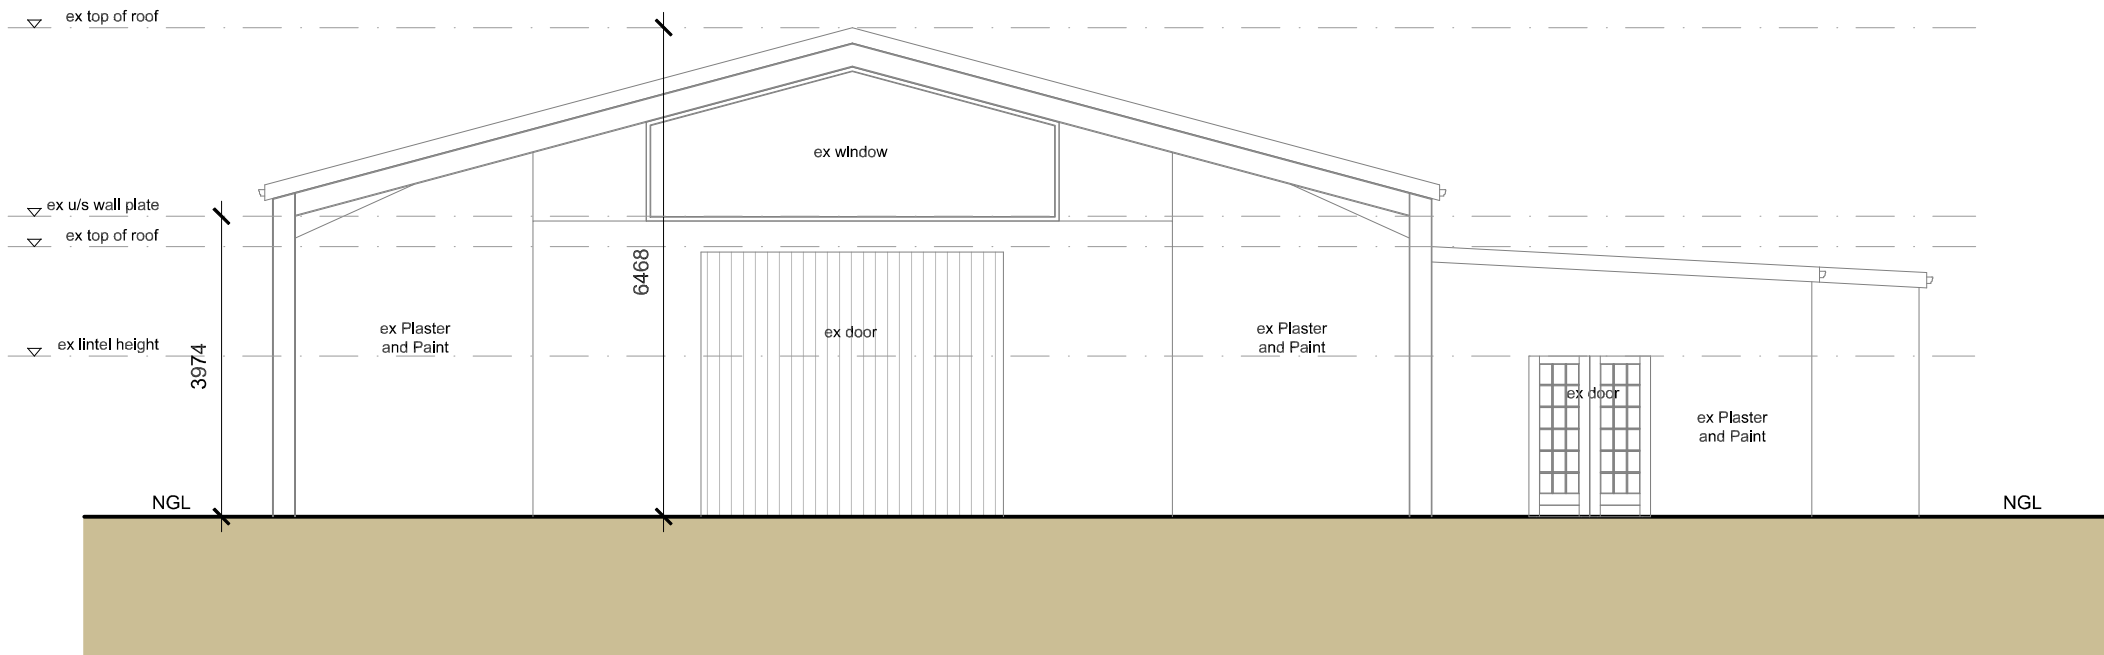 ex top of roof
ex window
ex u/s wall plate
ex top of roof
6468
ex lintel height
3974
ex Plaster
and Paint
ex door
ex Plaster
and Paint
ex door
ex Plaster
and Paint
NGL
NGL